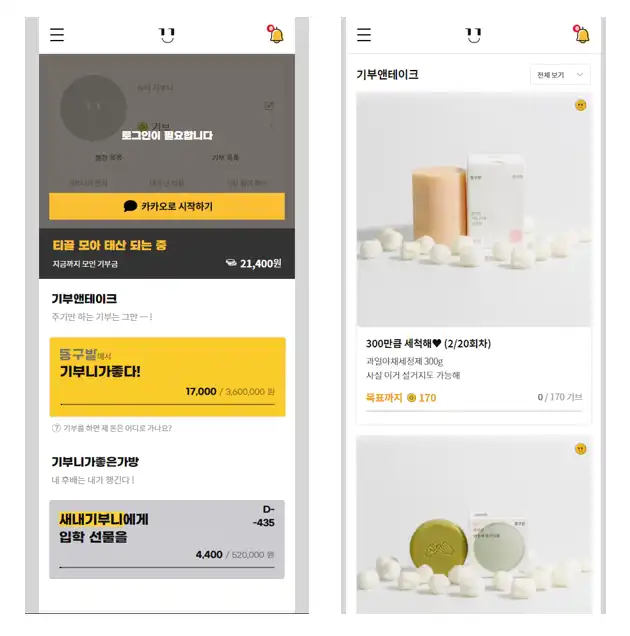 로그인이 필요합니다
카카오로 시작하기
티끌 모아 태산 되는 중
지금까지 모인 기부금
21,400원
기부앤테이크
주기만 하는 기부는 그만 ㅡ!
동구밭에서
기부니가좋다!
17,000 / 3,600,000 원
? 기부를 하면 제 돈은 어디로 가나요?
기부니가좋은가방
내 후배는 내가 챙긴다!
D-
-435
새내기부니에게
입학 선물을
4,400 / 520,000 원
기부앤테이크
전체 보기
300만큼 세척해♥ (2/20회차)
과일야채세정제 300g
사실 이거 설거지도 가능해
목표까지 170
0 / 170 기브